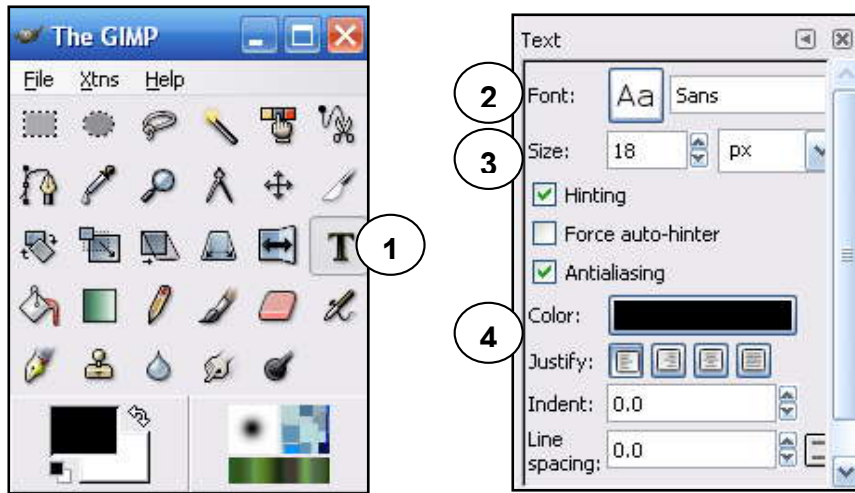 The GIMP
File Xtns Help
T
1
Text
2
Font: Aa Sans
3
Size: 18 px
Hinting
Force auto-hinter
Antialiasing
4
Color:
Justify:
Indent: 0.0
Line spacing: 0.0